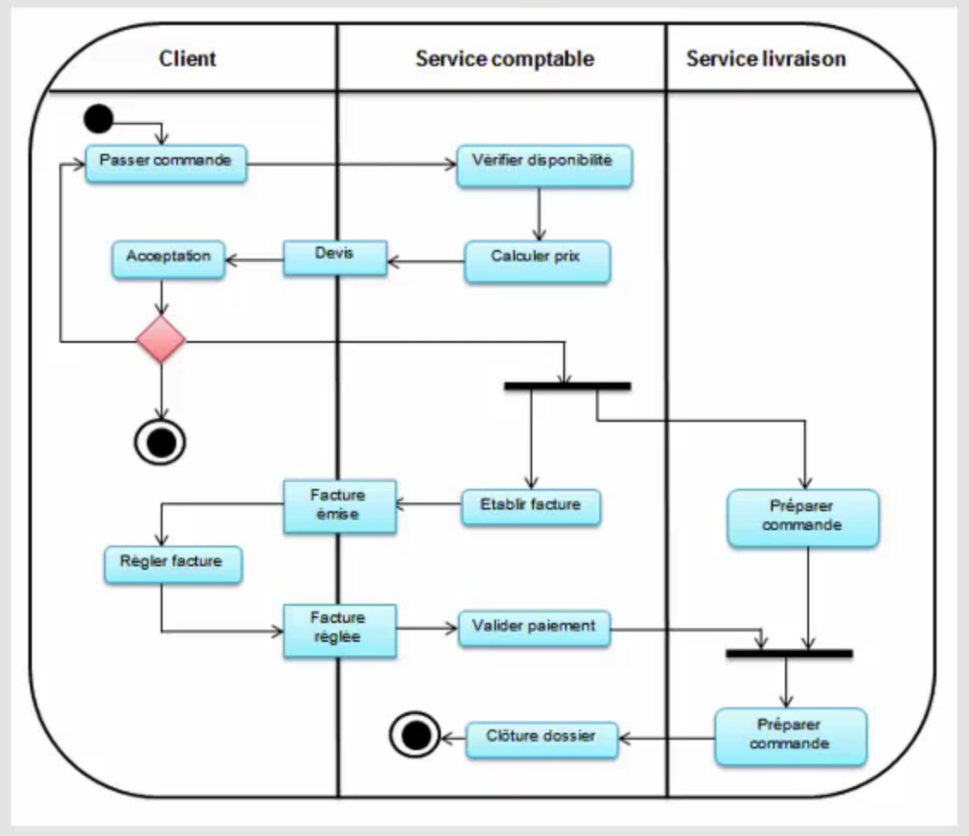 Client
Service comptable
Service livraison
Passer commande
Vérifier disponibilité
Acceptation
Devis
Calculer prix
Facture
émise
Etablir facture
Préparer
commande
Règler facture
Facture
réglée
Valider paiement
Clôture dossier
Préparer
commande